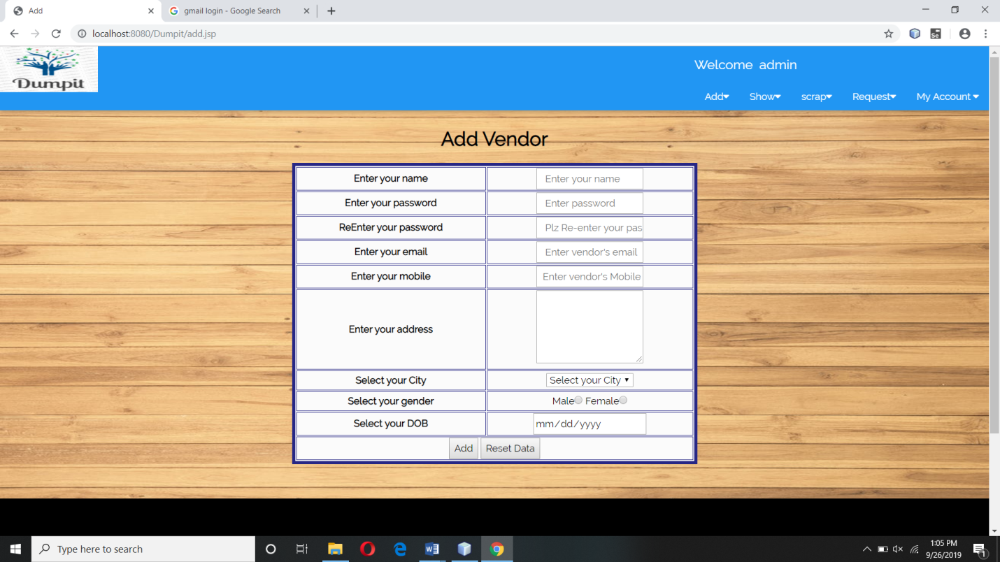 Add
gmail login - Google Search
localhost:8080/Dumpit/add.jsp
Se
Dumpit
Welcome admin
Add
Show
scrap
Request
My Account
Add Vendor
Enter your name
Enter your name
Enter your password
Enter password
ReEnter your password
Plz Re-enter your pas
Enter your email
Enter vendor's email
Enter your mobile
Enter vendor's Mobile
Enter your address
Select your City
Select your City
Select your gender
Male Female
Select your DOB
mm/dd/yyyy
Add Reset Data
Type here to search
1:05 PM
9/26/2019
1